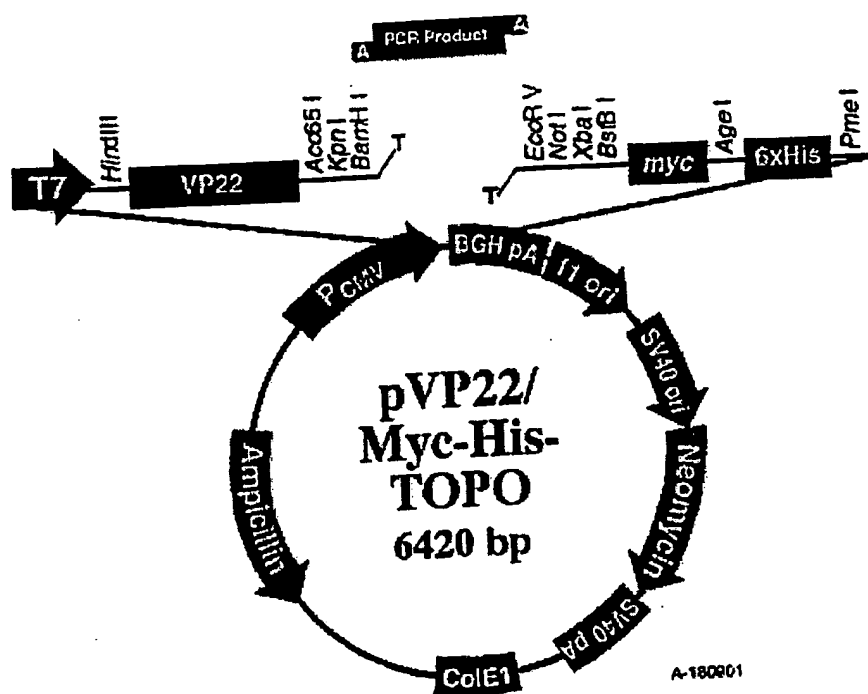 A PCR Product A
HindIII
Acc65 I
Kpn I
BamH I
EcoR V
Not I
Xba I
BstB I
Age I
Pme I
T7
VP22
T
T
myc
6xHis
P CMV
BGH pA
f1 ori
SV40 ori
Neomycin
SV40 pA
ColE1
Ampicillin
pVP22/
Myc-His-
TOPO
6420 bp
A-180901